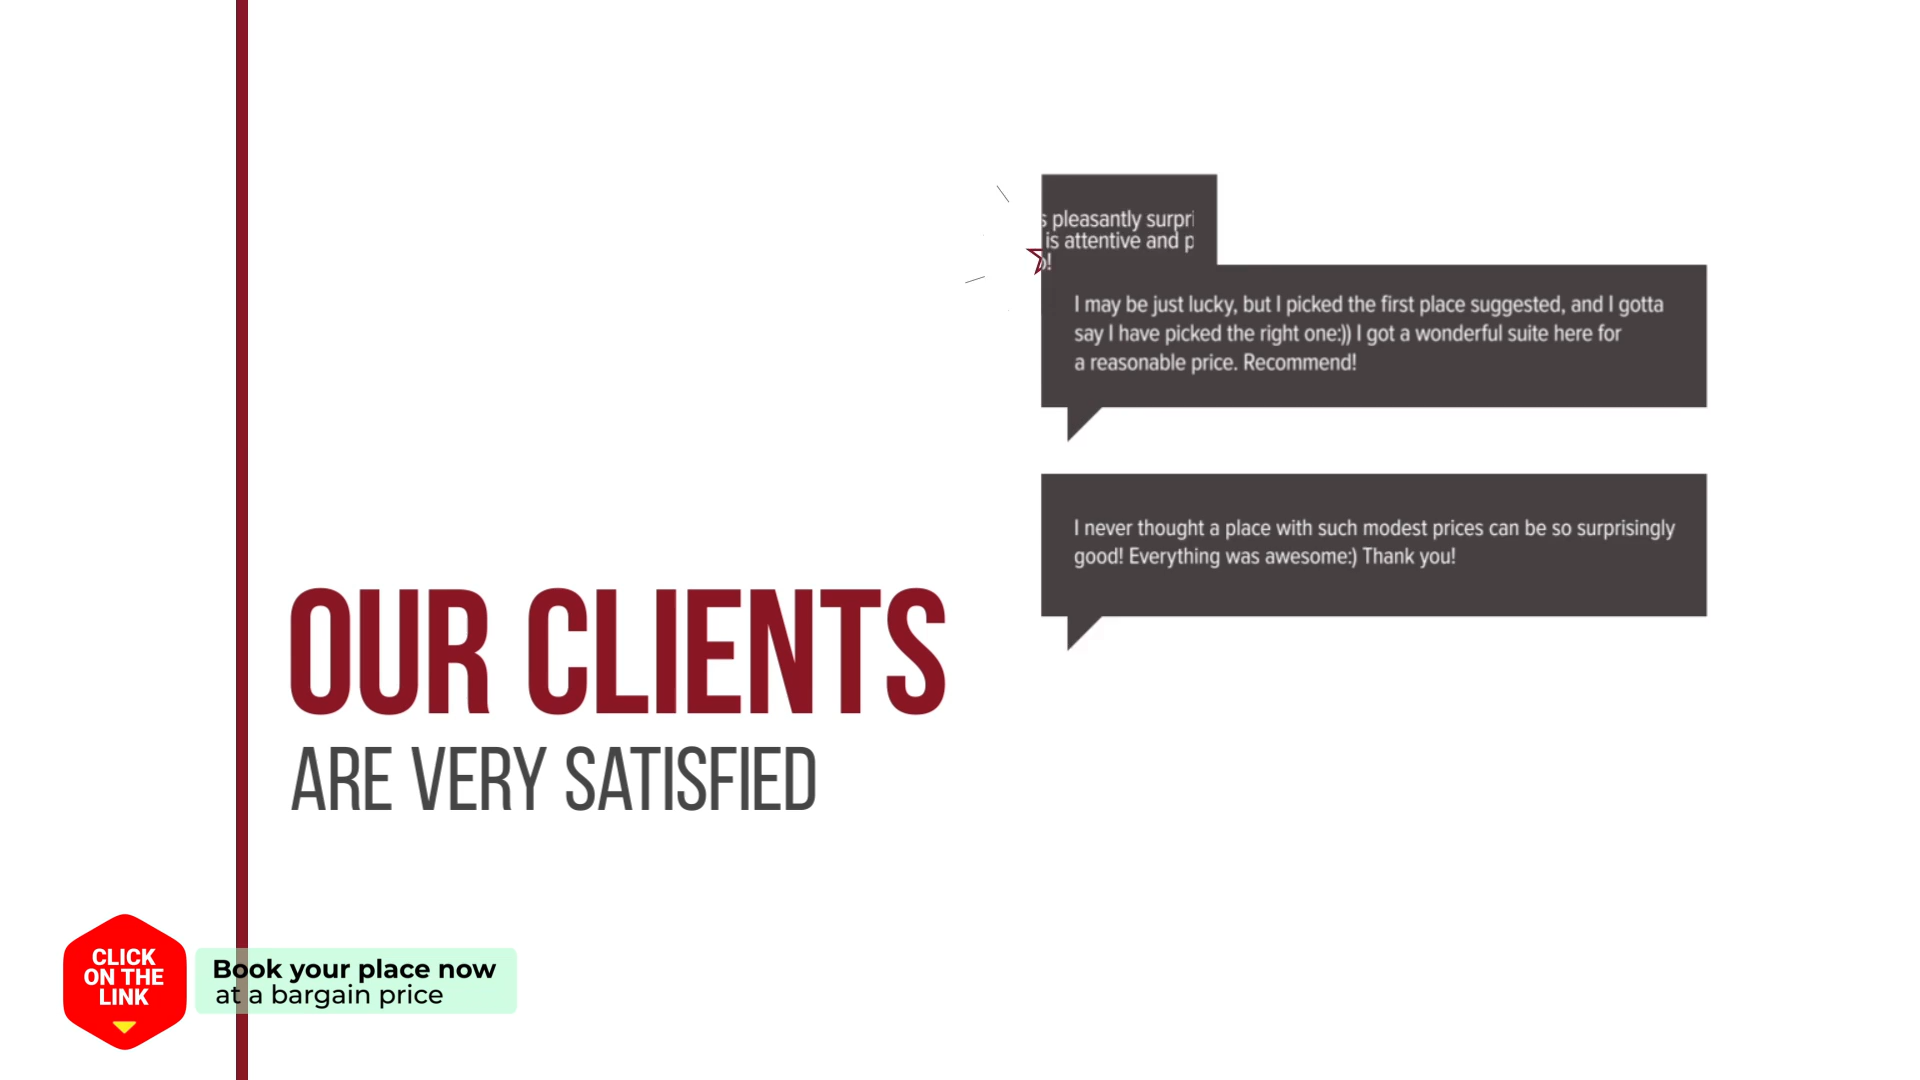 pleasantly
is attentive and
I may be just lucky, but I picked the first place suggested, and I gotta
say I have picked the right one:)) I got a wonderful suite here for
a reasonable price. Recommend!
I never thought a place with such modest prices can be so surprisingly
good! Everything was awesome:) Thank you!
OUR CLIENTS
ARE VERY SATISFIED
CLICK
ON THE
LINK
Book your place now
at a bargain price